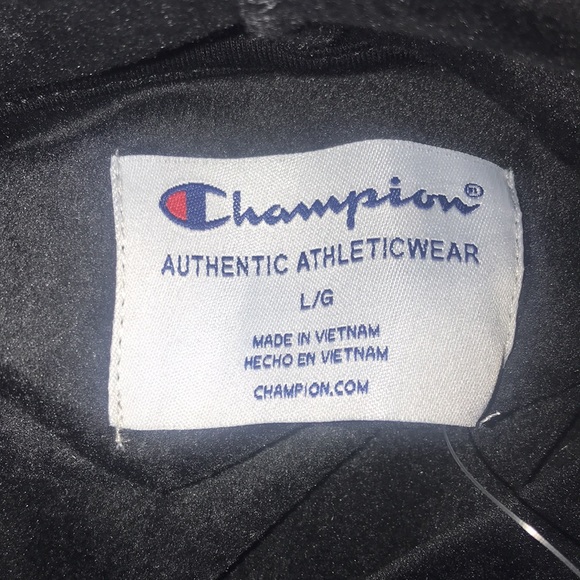 Champion®
AUTHENTIC ATHLETICWEAR
L/G
MADE IN VIETNAM
HECHO EN VIETNAM
CHAMPION.COM